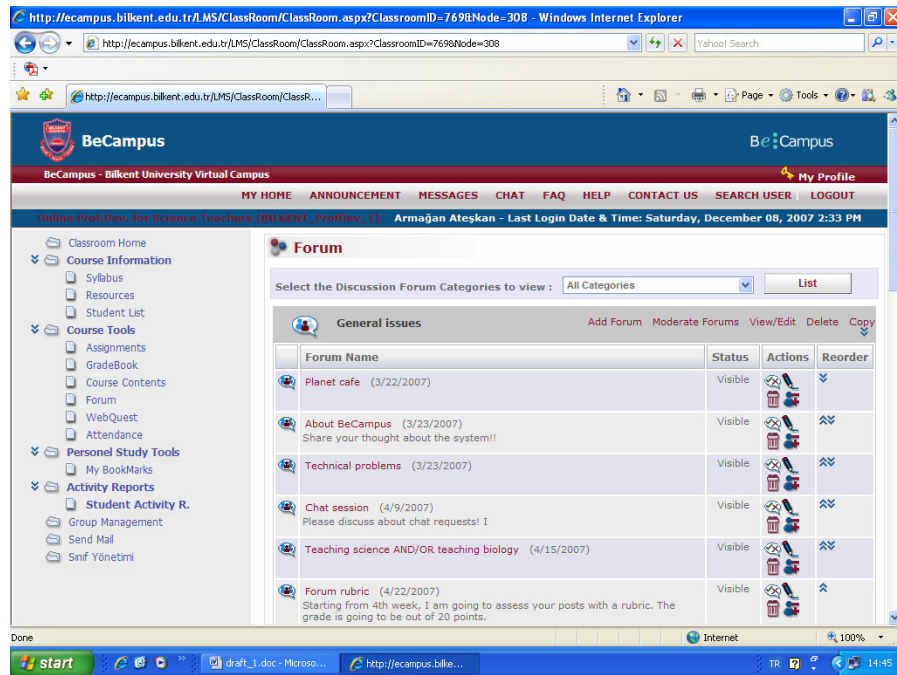 http://ecampus.bilkent.edu.tr/LMS/ClassRoom/ClassRoom.aspx?ClassroomID=769&Node=308 - Windows Internet Explorer
http://ecampus.bilkent.edu.tr/LMS/ClassRoom/ClassRoom.aspx?ClassroomID=769&Node=308
Yahoo! Search
http://ecampus.bilkent.edu.tr/LMS/ClassRoom/ClassR...
Page Tools
BeCampus
Be:Campus
BeCampus - Bilkent University Virtual Campus
My Profile
MY HOME ANNOUNCEMENT MESSAGES CHAT FAQ HELP CONTACT US SEARCH USER LOGOUT
Online Prof.Dev. for Science Teachers (BILKENT_ProfDev_1) Armağan Ateşkan - Last Login Date & Time: Saturday, December 08, 2007 2:33 PM
Classroom Home
Course Information
Syllabus
Resources
Student List
Course Tools
Assignments
GradeBook
Course Contents
Forum
WebQuest
Attendance
Personel Study Tools
My BookMarks
Activity Reports
Student Activity R.
Group Management
Send Mail
Sınıf Yönetimi
Forum
Select the Discussion Forum Categories to view : All Categories List
General issues Add Forum Moderate Forums View/Edit Delete Copy
Forum Name Status Actions Reorder
Planet cafe (3/22/2007) Visible
About BeCampus (3/23/2007) Visible
Share your thought about the system!!
Technical problems (3/23/2007) Visible
Chat session (4/9/2007) Visible
Please discuss about chat requests! I
Teaching science AND/OR teaching biology (4/15/2007) Visible
Forum rubric (4/22/2007) Visible
Starting from 4th week, I am going to assess your posts with a rubric. The
grade is going to be out of 20 points.
Done Internet 100%
start draft_1.doc - Microso... http://ecampus.bilke... TR 14:45